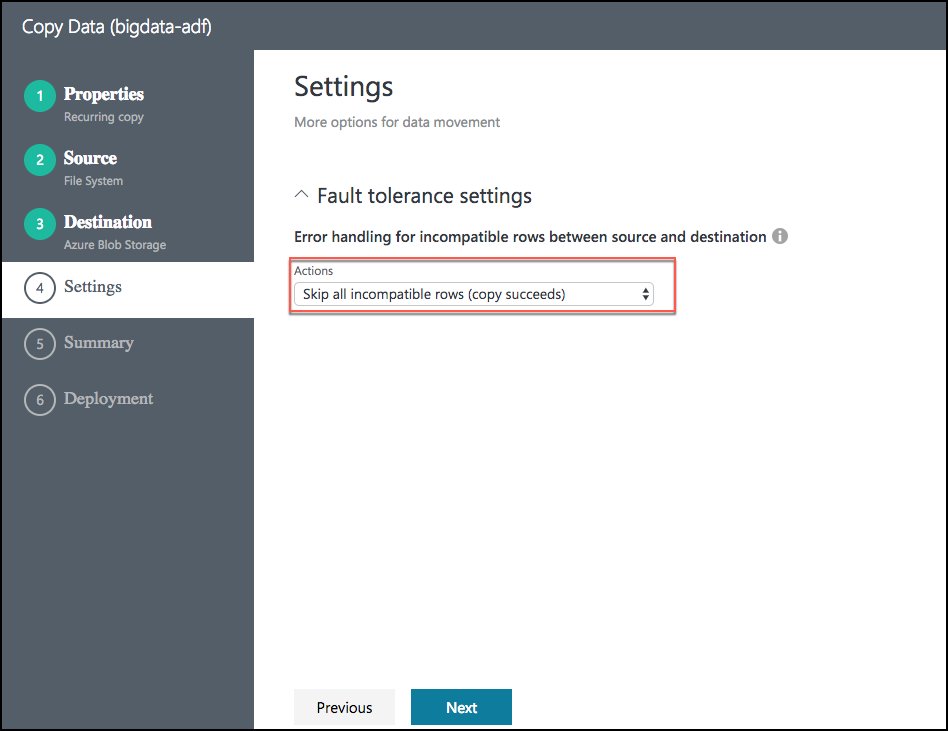 Copy Data (bigdata-adf)
1 Properties
Recurring copy
2 Source
File System
3 Destination
Azure Blob Storage
4 Settings
5 Summary
6 Deployment
Settings
More options for data movement
Fault tolerance settings
Error handling for incompatible rows between source and destination i
Actions
Skip all incompatible rows (copy succeeds)
Previous Next